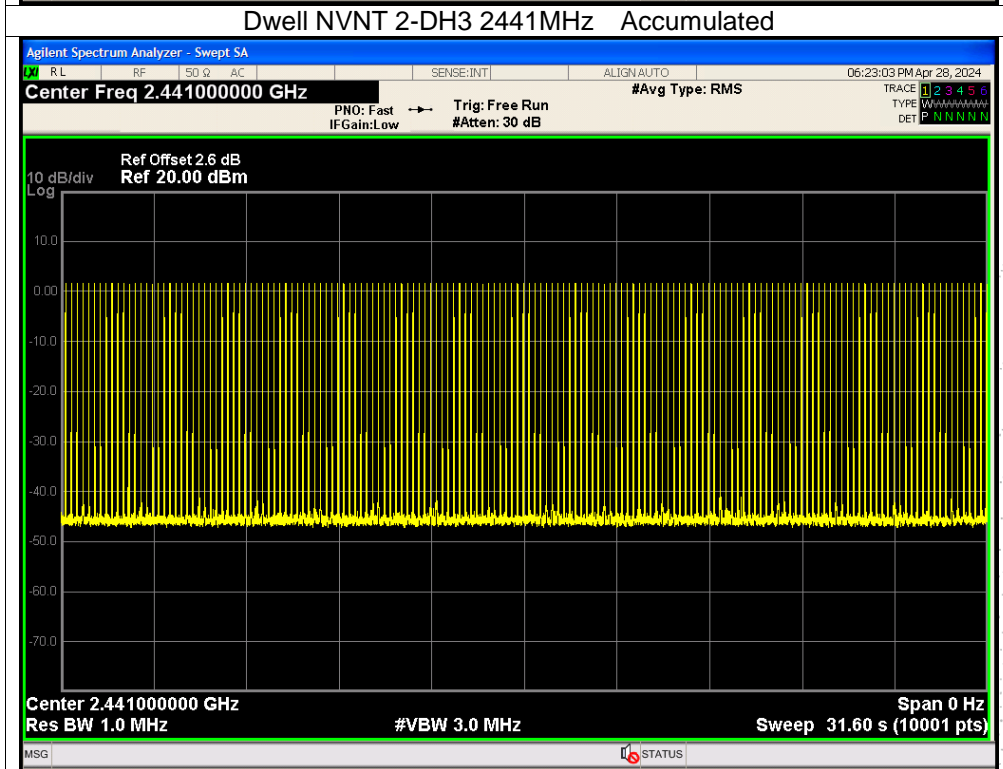 Dwell NVNT 2-DH3 2441MHz Accumulated
Agilent Spectrum Analyzer - Swept SA
LXI RL RF 50 Ω AC SENSE:INT ALIGN AUTO 06:23:03 PM Apr 28, 2024
Center Freq 2.441000000 GHz #Avg Type: RMS TRACE 1 2 3 4 5 6
PNO: Fast Trig: Free Run TYPE WWWWWW
IFGain:Low #Atten: 30 dB DET P N N N N N
Ref Offset 2.6 dB
10 dB/div Ref 20.00 dBm
Log
10.0
0.00
-10.0
-20.0
-30.0
-40.0
-50.0
-60.0
-70.0
Center 2.441000000 GHz Span 0 Hz
Res BW 1.0 MHz #VBW 3.0 MHz Sweep 31.60 s (10001 pts)
MSG STATUS